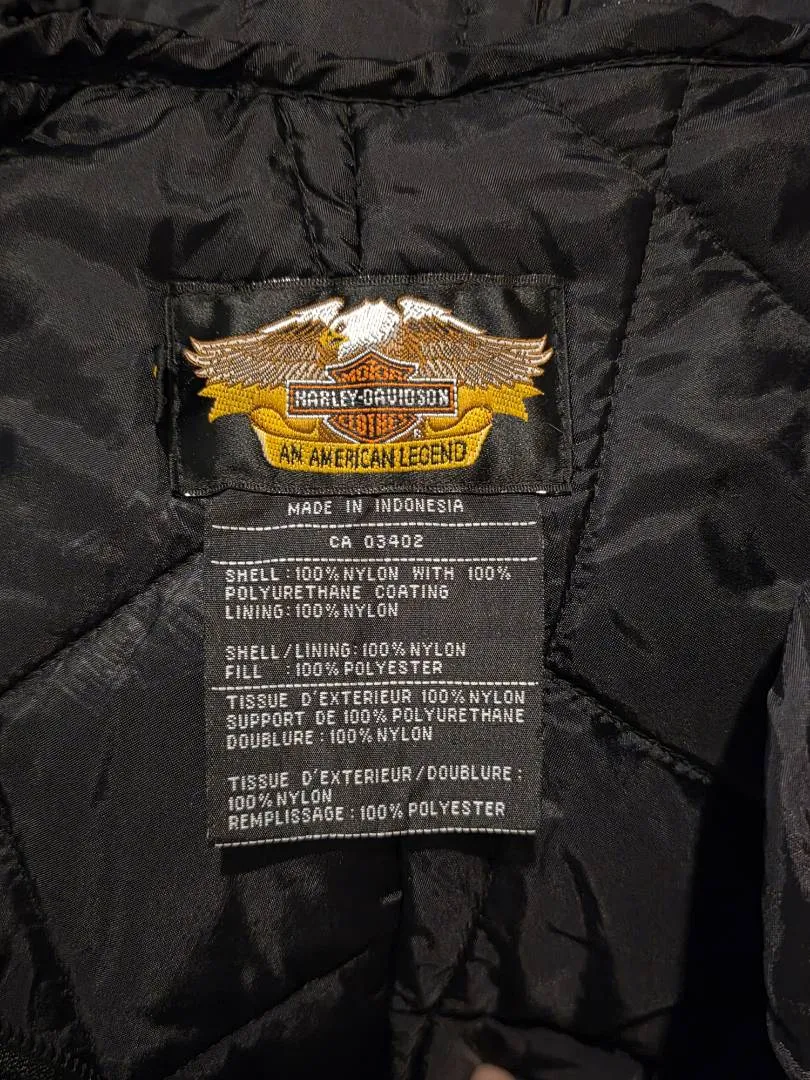 MOTOR
HARLEY-DAVIDSON
CYCLES
®
AN AMERICAN LEGEND
MADE IN INDONESIA
CA 03402
SHELL : 100% NYLON WITH 100%
POLYURETHANE COATING
LINING: 100% NYLON
SHELL/LINING: 100% NYLON
FILL : 100% POLYESTER
TISSUE D'EXTERIEUR 100% NYLON
SUPPORT DE 100% POLYURETHANE
DOUBLURE : 100% NYLON
TISSUE D'EXTERIEUR/DOUBLURE :
100% NYLON
REMPLISSAGE : 100% POLYESTER